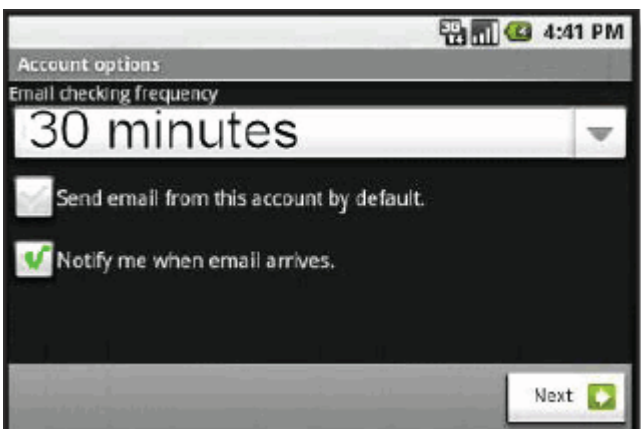 4:41 PM
Account options
Email checking frequency
30 minutes
Send email from this account by default.
Notify me when email arrives.
Next